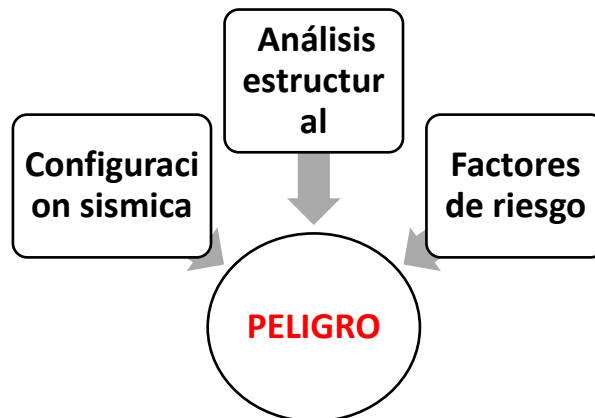 Análisis
estructur
al
Configuraci
on sismica
Factores
de riesgo
PELIGRO